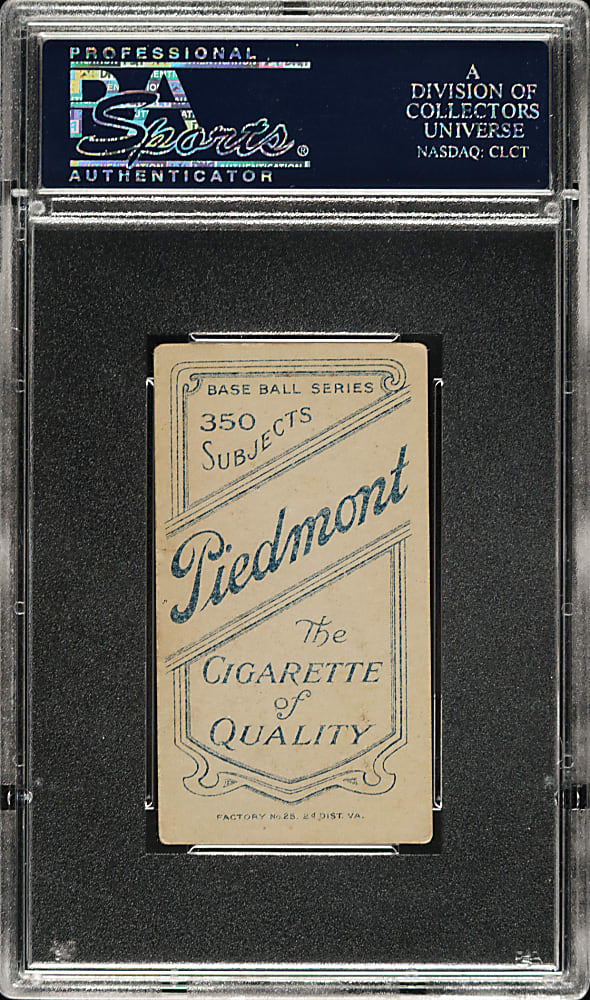 PROFESSIONAL
PSA
Sports®
AUTHENTICATOR
A
DIVISION OF
COLLECTORS
UNIVERSE
NASDAQ: CLCT
BASE BALL SERIES
350
SUBJECTS
Piedmont
The
CIGARETTE
of
QUALITY
FACTORY No. 25. 2d DIST. VA.